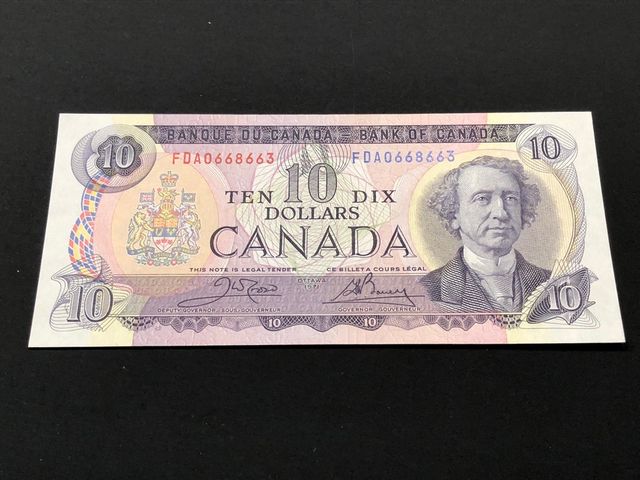 BANQUE DU CANADA – BANK OF CANADA
10 10
FDA0668663 FDA0668663
TEN 10 DIX
DOLLARS
CANADA
THIS NOTE IS LEGAL TENDER CE BILLET A COURS LÉGAL
OTTAWA
1971
DEPUTY GOVERNOR - SOUS-GOUVERNEUR GOVERNOR - GOUVERNEUR
10 10 10 10